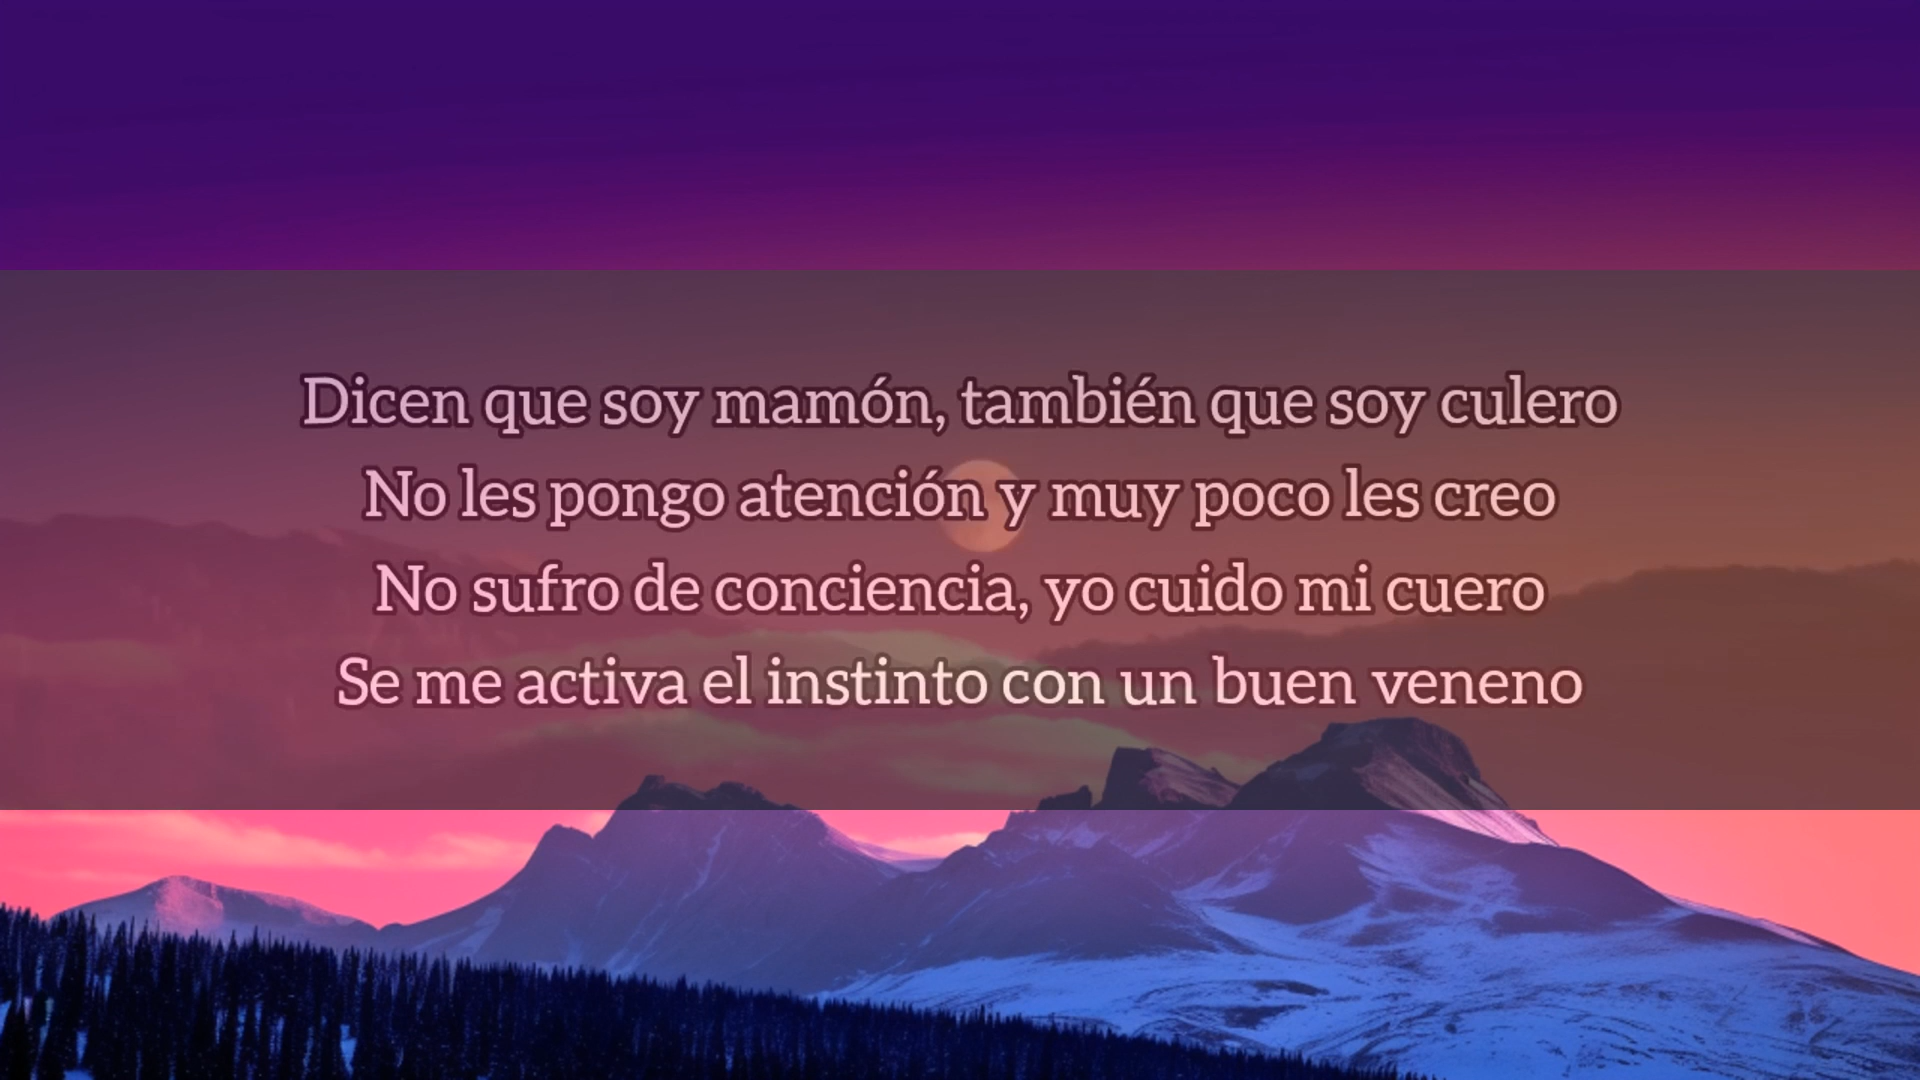 Dicen que soy mamón, también que soy culero
No les pongo atención y muy poco les creo
No sufro de conciencia, yo cuido mi cuero
Se me activa el instinto con un buen veneno